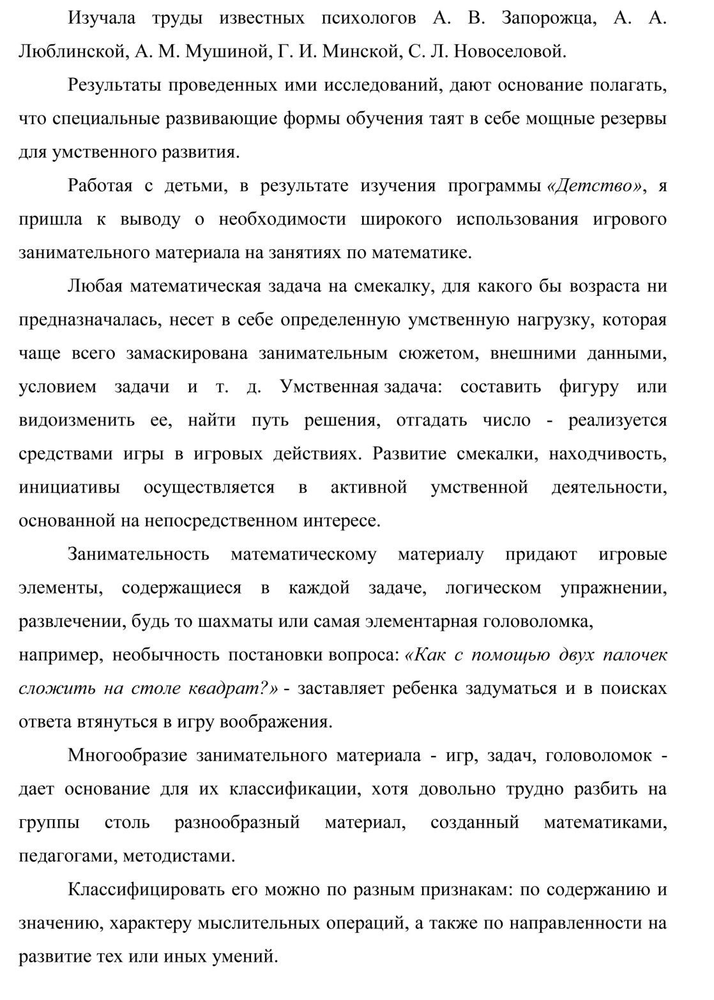 Изучала труды известных психологов А. В. Запорожца, А. А.
Люблинской, А. М. Мушиной, Г. И. Минской, С. Л. Новоселовой.
Результаты проведенных ими исследований, дают основание полагать,
что специальные развивающие формы обучения таят в себе мощные резервы
для умственного развития.
Работая с детьми, в результате изучения программы «Детство», я
пришла к выводу о необходимости широкого использования игрового
занимательного материала на занятиях по математике.
Любая математическая задача на смекалку, для какого бы возраста ни
предназначалась, несет в себе определенную умственную нагрузку, которая
чаще всего замаскирована занимательным сюжетом, внешними данными,
условием задачи и т. д. Умственная задача: составить фигуру или
видоизменить ее, найти путь решения, отгадать число - реализуется
средствами игры в игровых действиях. Развитие смекалки, находчивость,
инициативы осуществляется в активной умственной деятельности,
основанной на непосредственном интересе.
Занимательность математическому материалу придают игровые
элементы, содержащиеся в каждой задаче, логическом упражнении,
развлечении, будь то шахматы или самая элементарная головоломка,
например, необычность постановки вопроса: «Как с помощью двух палочек
сложить на столе квадрат?» - заставляет ребенка задуматься и в поисках
ответа втянуться в игру воображения.
Многообразие занимательного материала - игр, задач, головоломок -
дает основание для их классификации, хотя довольно трудно разбить на
группы столь разнообразный материал, созданный математиками,
педагогами, методистами.
Классифицировать его можно по разным признакам: по содержанию и
значению, характеру мыслительных операций, а также по направленности на
развитие тех или иных умений.